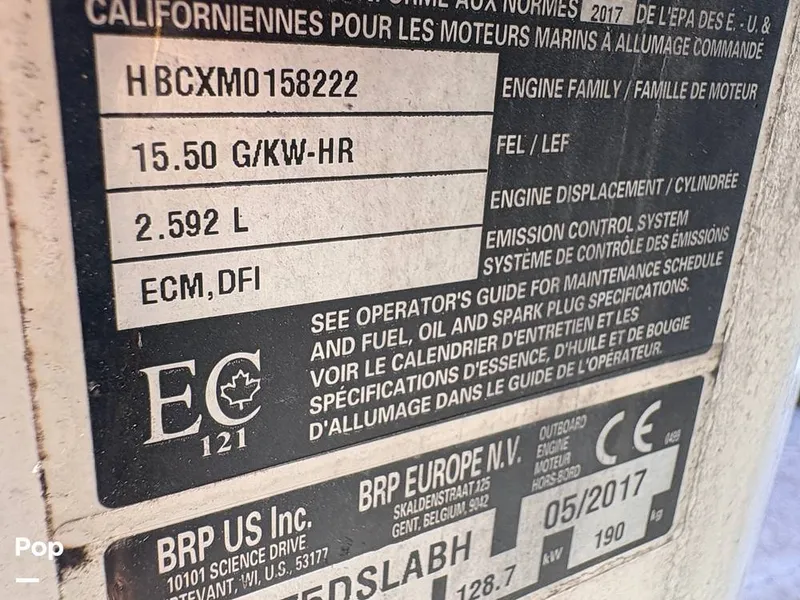 AUX NORMES 2017 DE L'EPA DES É. - U. &
CALIFORNIENNES POUR LES MOTEURS MARINS À ALLUMAGE COMMANDÉ
HBCXM0158222 ENGINE FAMILY / FAMILLE DE MOTEUR
15.50 G/KW-HR FEL / LEF
2.592 L ENGINE DISPLACEMENT / CYLINDRÉE
ECM, DFI EMISSION CONTROL SYSTEM
SYSTÈME DE CONTRÔLE DES ÉMISSIONS
SEE OPERATOR'S GUIDE FOR MAINTENANCE SCHEDULE
AND FUEL, OIL AND SPARK PLUG SPECIFICATIONS.
VOIR LE CALENDRIER D'ENTRETIEN ET LES
SPÉCIFICATIONS D'ESSENCE, D'HUILE ET DE BOUGIE
D'ALLUMAGE DANS LE GUIDE DE L'OPÉRATEUR.
EC
121
BRP US Inc.
10101 SCIENCE DRIVE
RTEVANT, WI, U.S., 53177
BRP EUROPE N.V.
SKALDENSTRAAT 125
GENT, BELGIUM, 9042
OUTBOARD
ENGINE
MOTEUR
HORS-BORD
CE
05/2017
DSLABH
128.7 kW 190 kg
Pop